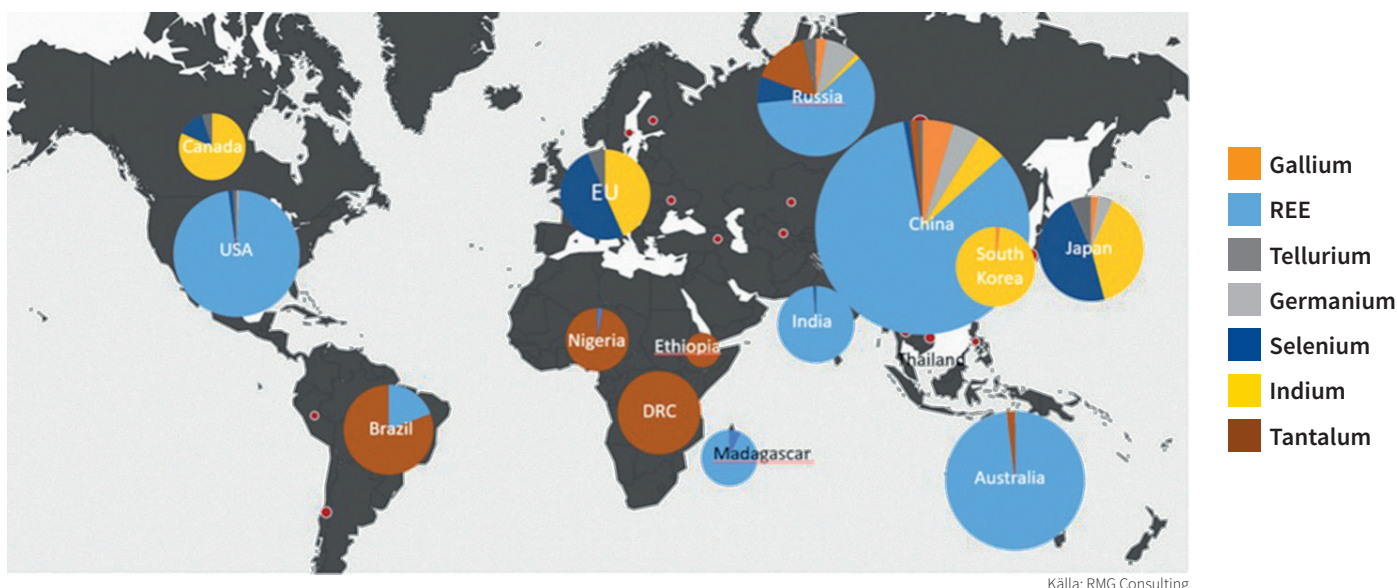 Russia
Canada
EU
USA
China
Japan
South
Korea
India
Nigeria
Ethiopia
Thailand
DRC
Brazil
Madagascar
Australia
Gallium
REE
Tellurium
Germanium
Selenium
Indium
Tantalum
Källa: RMG Consulting